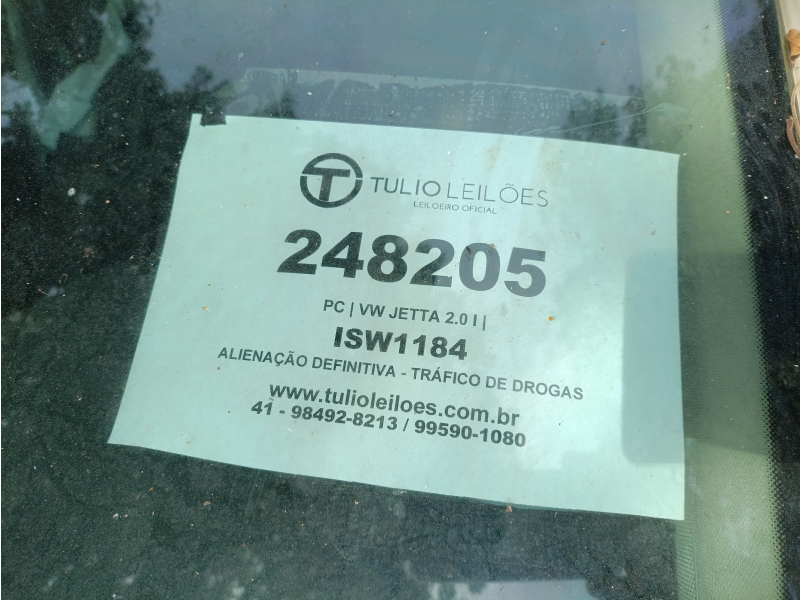 TULIO LEILÕES
LEILOEIRO OFICIAL
248205
PC | VW JETTA 2.0 I |
ISW1184
ALIENAÇÃO DEFINITIVA - TRÁFICO DE DROGAS
www.tulioleiloes.com.br
41 - 98492-8213 / 99590-1080